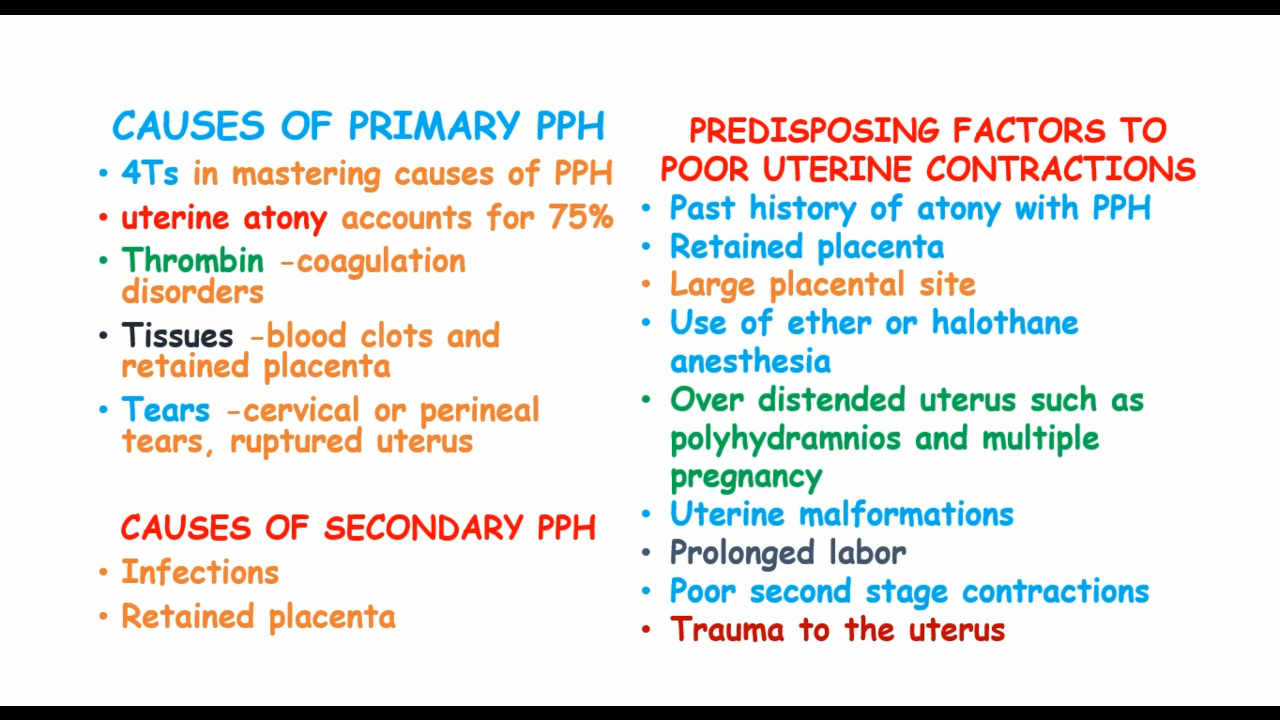 CAUSES OF PRIMARY PPH
• 4Ts in mastering causes of PPH
• uterine atony accounts for 75%
• Thrombin -coagulation
disorders
• Tissues -blood clots and
retained placenta
• Tears -cervical or perineal
tears, ruptured uterus
CAUSES OF SECONDARY PPH
• Infections
• Retained placenta
PREDISPOSING FACTORS TO
POOR UTERINE CONTRACTIONS
• Past history of atony with PPH
• Retained placenta
• Large placental site
• Use of ether or halothane
anesthesia
• Over distended uterus such as
polyhydramnios and multiple
pregnancy
• Uterine malformations
• Prolonged labor
• Poor second stage contractions
• Trauma to the uterus